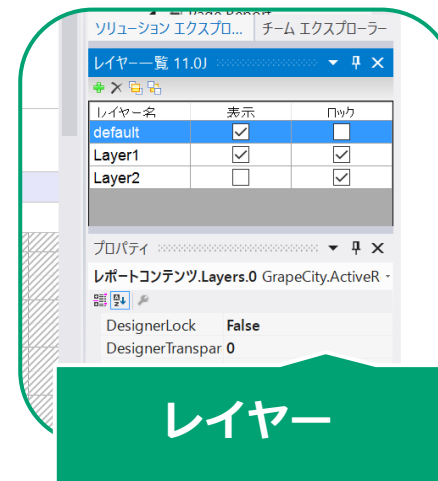 Page Report
ソリューション エクスプロ... チーム エクスプローラー
レイヤー一覧 11.0J
レイヤー名 表示 ロック
default
Layer1
Layer2
プロパティ
レポートコンテンツ.Layers.0 GrapeCity.ActiveR
DesignerLock False
DesignerTranspar 0
レイヤー